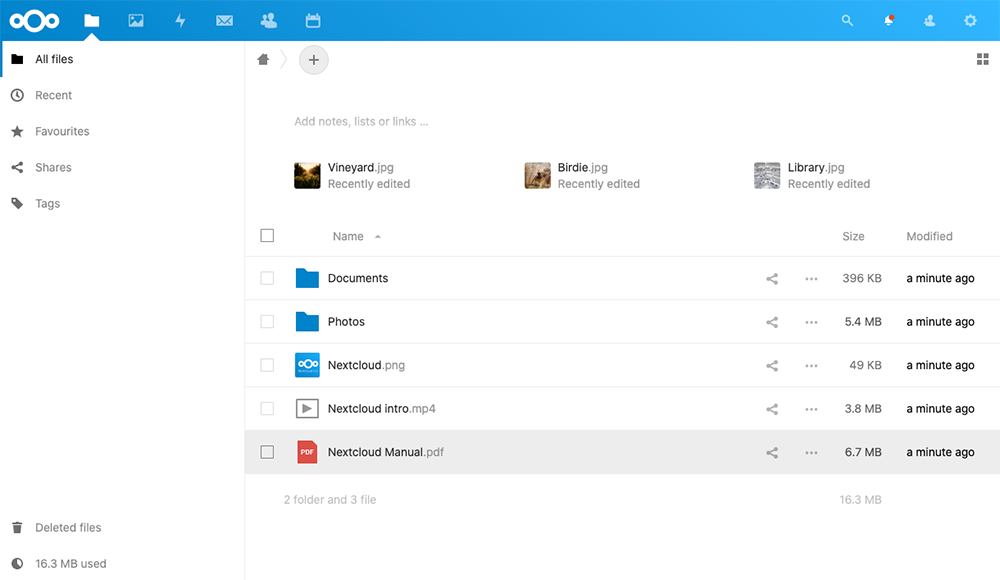 All files
Recent
Favourites
Shares
Tags
Deleted files
16.3 MB used
Add notes, lists or links ...
Vineyard.jpg
Recently edited
Birdie.jpg
Recently edited
Library.jpg
Recently edited
Name Size Modified
Documents 396 KB a minute ago
Photos 5.4 MB a minute ago
Nextcloud.png 49 KB a minute ago
Nextcloud intro.mp4 3.8 MB a minute ago
PDF Nextcloud Manual.pdf 6.7 MB a minute ago
2 folder and 3 file 16.3 MB